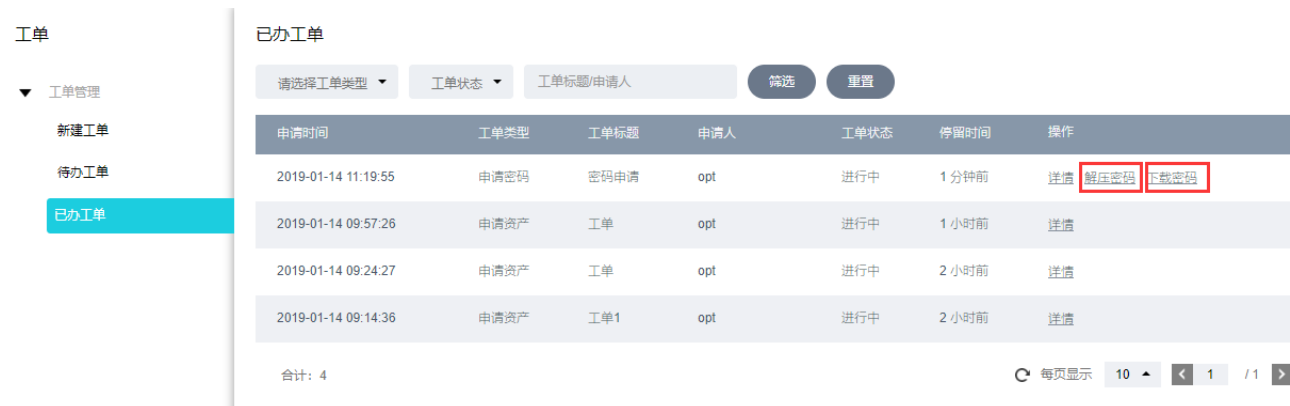 工单
工单管理
新建工单
待办工单
已办工单
已办工单
请选择工单类型 工单状态 工单标题/申请人 筛选 重置
申请时间 工单类型 工单标题 申请人 工单状态 停留时间 操作
2019-01-14 11:19:55 申请密码 密码申请 opt 进行中 1 分钟前 详情 解压密码 下载密码
2019-01-14 09:57:26 申请资产 工单 opt 进行中 1 小时前 详情
2019-01-14 09:24:27 申请资产 工单 opt 进行中 2 小时前 详情
2019-01-14 09:14:36 申请资产 工单1 opt 进行中 2 小时前 详情
合计: 4 每页显示 10 < 1 / 1 >